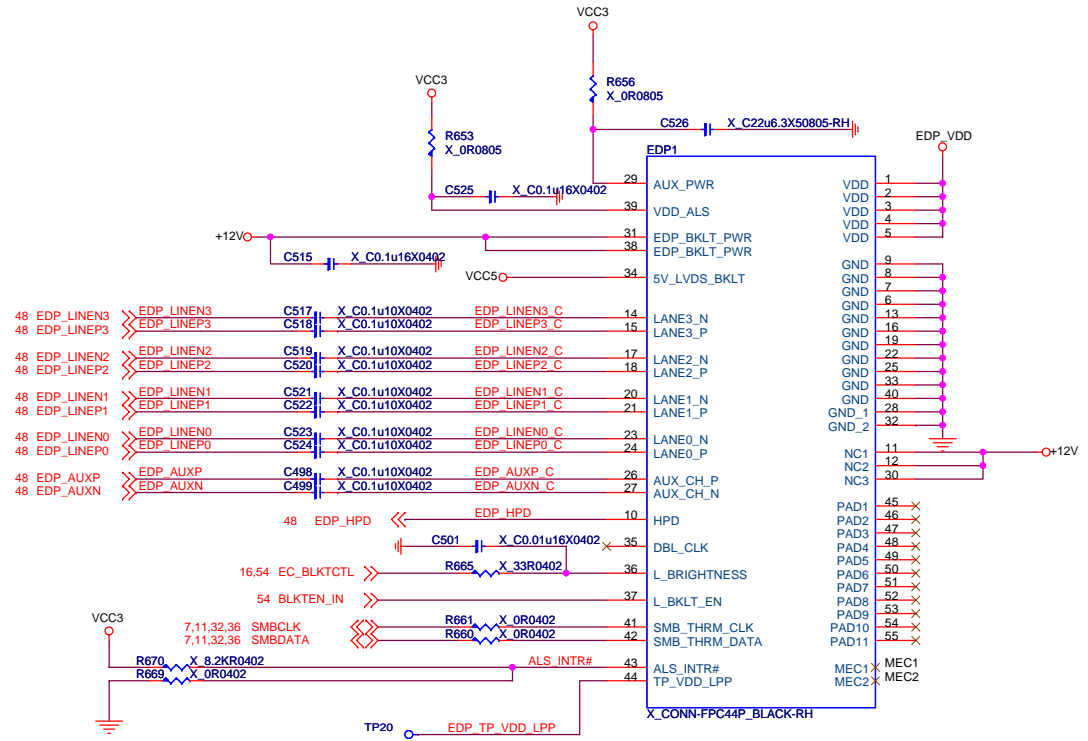 VCC3
R656
X_0R0805
VCC3
R653
X_0R0805
C526 X_C22u6.3X50805-RH
EDP_VDD
EDP1
C525 X_C0.1u16X0402
29 AUX_PWR
39 VDD_ALS
VDD 1
VDD 2
VDD 3
VDD 4
VDD 5
+12V
31 EDP_BKLT_PWR
38 EDP_BKLT_PWR
C515 X_C0.1u16X0402
VCC5
34 5V_LVDS_BKLT
GND 9
GND 8
GND 7
GND 6
GND 13
GND 16
GND 19
GND 22
GND 25
GND 33
GND 40
GND_1 28
GND_2 32
48 EDP_LINEN3 EDP_LINEN3 C517 X_C0.1u10X0402 EDP_LINEN3_C 14 LANE3_N
48 EDP_LINEP3 EDP_LINEP3 C518 X_C0.1u10X0402 EDP_LINEP3_C 15 LANE3_P
48 EDP_LINEN2 EDP_LINEN2 C519 X_C0.1u10X0402 EDP_LINEN2_C 17 LANE2_N
48 EDP_LINEP2 EDP_LINEP2 C520 X_C0.1u10X0402 EDP_LINEP2_C 18 LANE2_P
48 EDP_LINEN1 EDP_LINEN1 C521 X_C0.1u10X0402 EDP_LINEN1_C 20 LANE1_N
48 EDP_LINEP1 EDP_LINEP1 C522 X_C0.1u10X0402 EDP_LINEP1_C 21 LANE1_P
48 EDP_LINEN0 EDP_LINEN0 C523 X_C0.1u10X0402 EDP_LINEN0_C 23 LANE0_N
48 EDP_LINEP0 EDP_LINEP0 C524 X_C0.1u10X0402 EDP_LINEP0_C 24 LANE0_P
48 EDP_AUXP EDP_AUXP C498 X_C0.1u10X0402 EDP_AUXP_C 26 AUX_CH_P
48 EDP_AUXN EDP_AUXN C499 X_C0.1u10X0402 EDP_AUXN_C 27 AUX_CH_N
NC1 11
NC2 12
NC3 30
+12V
48 EDP_HPD EDP_HPD 10 HPD
C501 X_C0.01u16X0402
35 DBL_CLK
16,54 EC_BLKTCTL R665 X_33R0402 36 L_BRIGHTNESS
54 BLKTEN_IN 37 L_BKLT_EN
7,11,32,36 SMBCLK R661 X_0R0402 41 SMB_THRM_CLK
7,11,32,36 SMBDATA R660 X_0R0402 42 SMB_THRM_DATA
PAD1 45
PAD2 46
PAD3 47
PAD4 48
PAD5 49
PAD6 50
PAD7 51
PAD8 52
PAD9 53
PAD10 54
PAD11 55
VCC3
R670 X_8.2KR0402 ALS_INTR# 43 ALS_INTR#
R669 X_0R0402 44 TP_VDD_LPP
MEC1 MEC1
MEC2 MEC2
X_CONN-FPC44P_BLACK-RH
TP20 EDP_TP_VDD_LPP